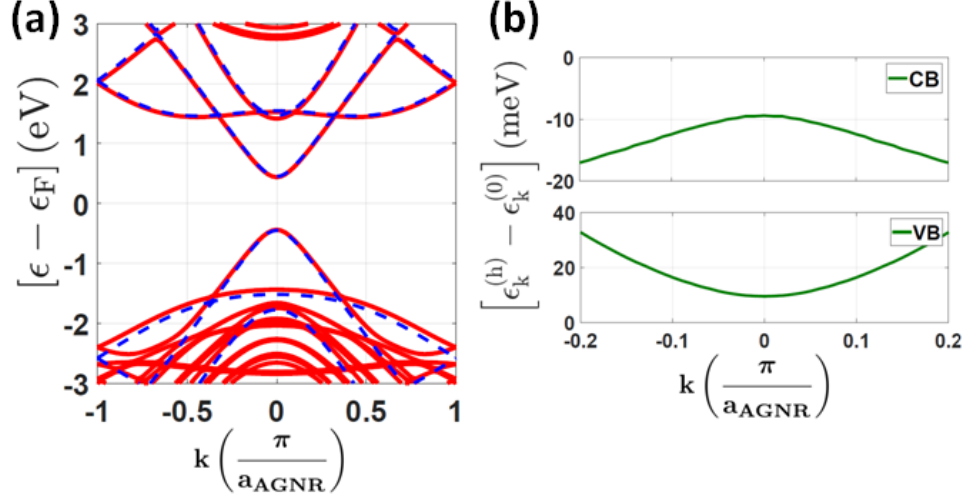 (a)
[ϵ − ϵF] (eV)
3
2
1
0
-1
-2
-3
-1
-0.5
0
0.5
1
k (π/aAGNR)
(b)
[ϵk(h) − ϵk(0)] (meV)
0
-10
-20
CB
40
20
0
VB
-0.2
-0.1
0
0.1
0.2
k (π/aAGNR)